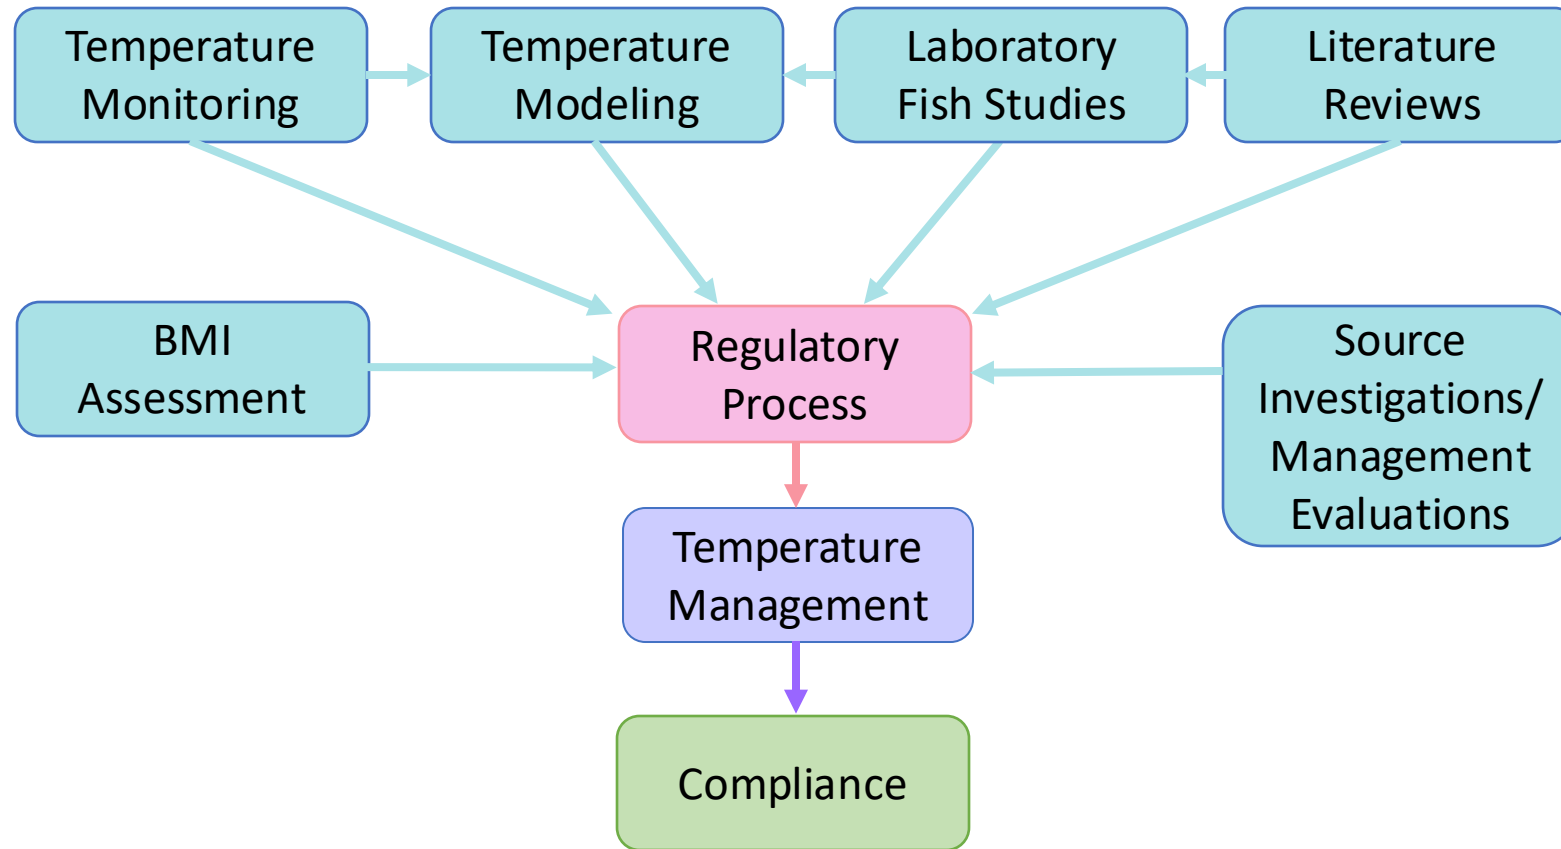 Temperature
Monitoring
Temperature
Modeling
Laboratory
Fish Studies
Literature
Reviews
BMI
Assessment
Regulatory
Process
Source
Investigations/
Management
Evaluations
Temperature
Management
Compliance